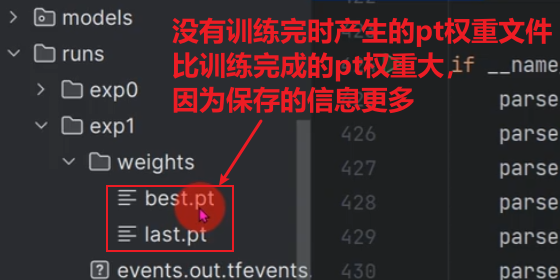 models
runs
exp0
exp1
weights
best.pt
last.pt
events.out.tfevents.
没有训练完时产生的pt权重文件
比训练完成的pt权重大，
因为保存的信息更多
if __name
parse
426 parse
427 parse
428 parse
429 parse
430 parse